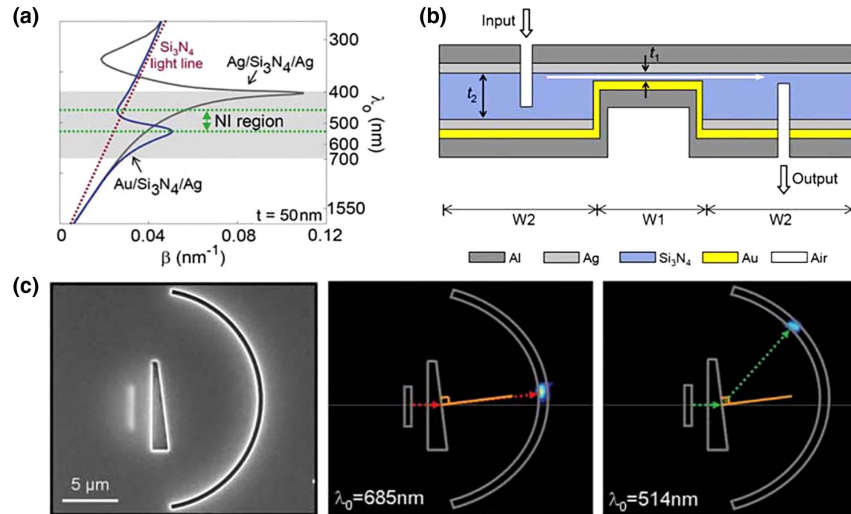 (a)
Si3N4
light line
Ag/Si3N4/Ag
NI region
Au/Si3N4/Ag
t = 50nm
300
400
500
600
700
1550
λo (nm)
0
0.04
0.08
0.12
β (nm-1)
(b)
Input
t1
t2
Output
W2
W1
W2
Al
Ag
Si3N4
Au
Air
(c)
5 μm
λ0=685nm
λ0=514nm